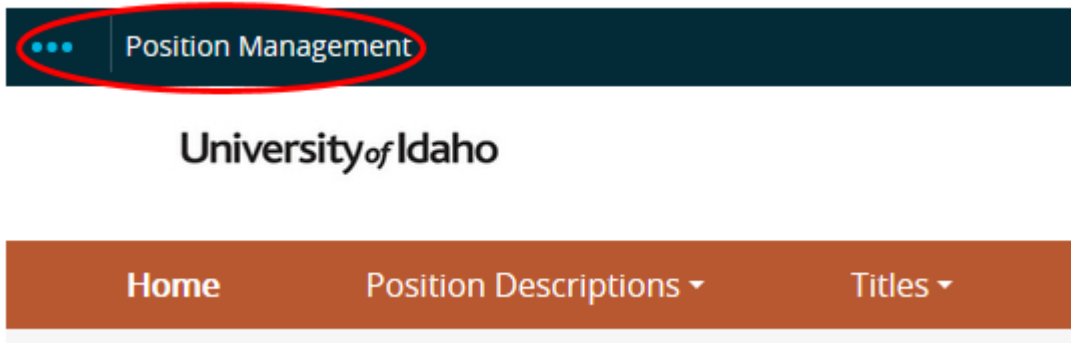 Position Management
University of Idaho
Home Position Descriptions Titles